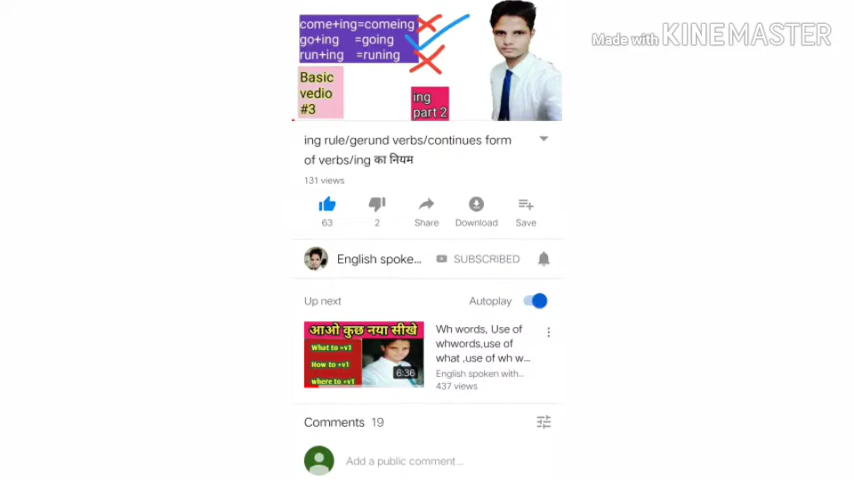 come+ing=comeing
go+ing =going
run+ing =runing
Basic
vedio
#3
ing
part 2
Made with KINEMASTER
ing rule/gerund verbs/continues form
of verbs/ing का नियम
131 views
63
2
Share
Download
Save
English spoke...
SUBSCRIBED
Up next
Autoplay
आओ कुछ नया सीखे
What to +v1
How to +v1
where to +v1
6:36
Wh words, Use of
whwords,use of
what ,use of wh w...
English spoken with...
437 views
Comments 19
Add a public comment...